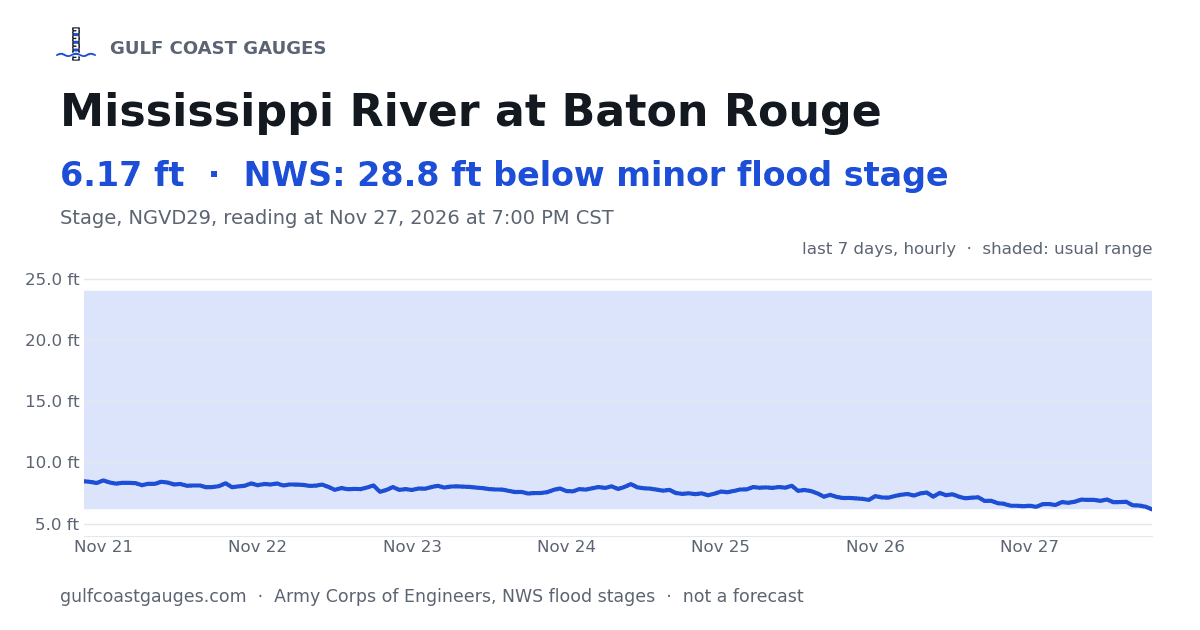 GULF COAST GAUGES
Mississippi River at Baton Rouge
6.17 ft · NWS: 28.8 ft below minor flood stage
Stage, NGVD29, reading at Nov 27, 2026 at 7:00 PM CST
last 7 days, hourly · shaded: usual range
25.0 ft
20.0 ft
15.0 ft
10.0 ft
5.0 ft
Nov 21 Nov 22 Nov 23 Nov 24 Nov 25 Nov 26 Nov 27
gulfcoastgauges.com · Army Corps of Engineers, NWS flood stages · not a forecast